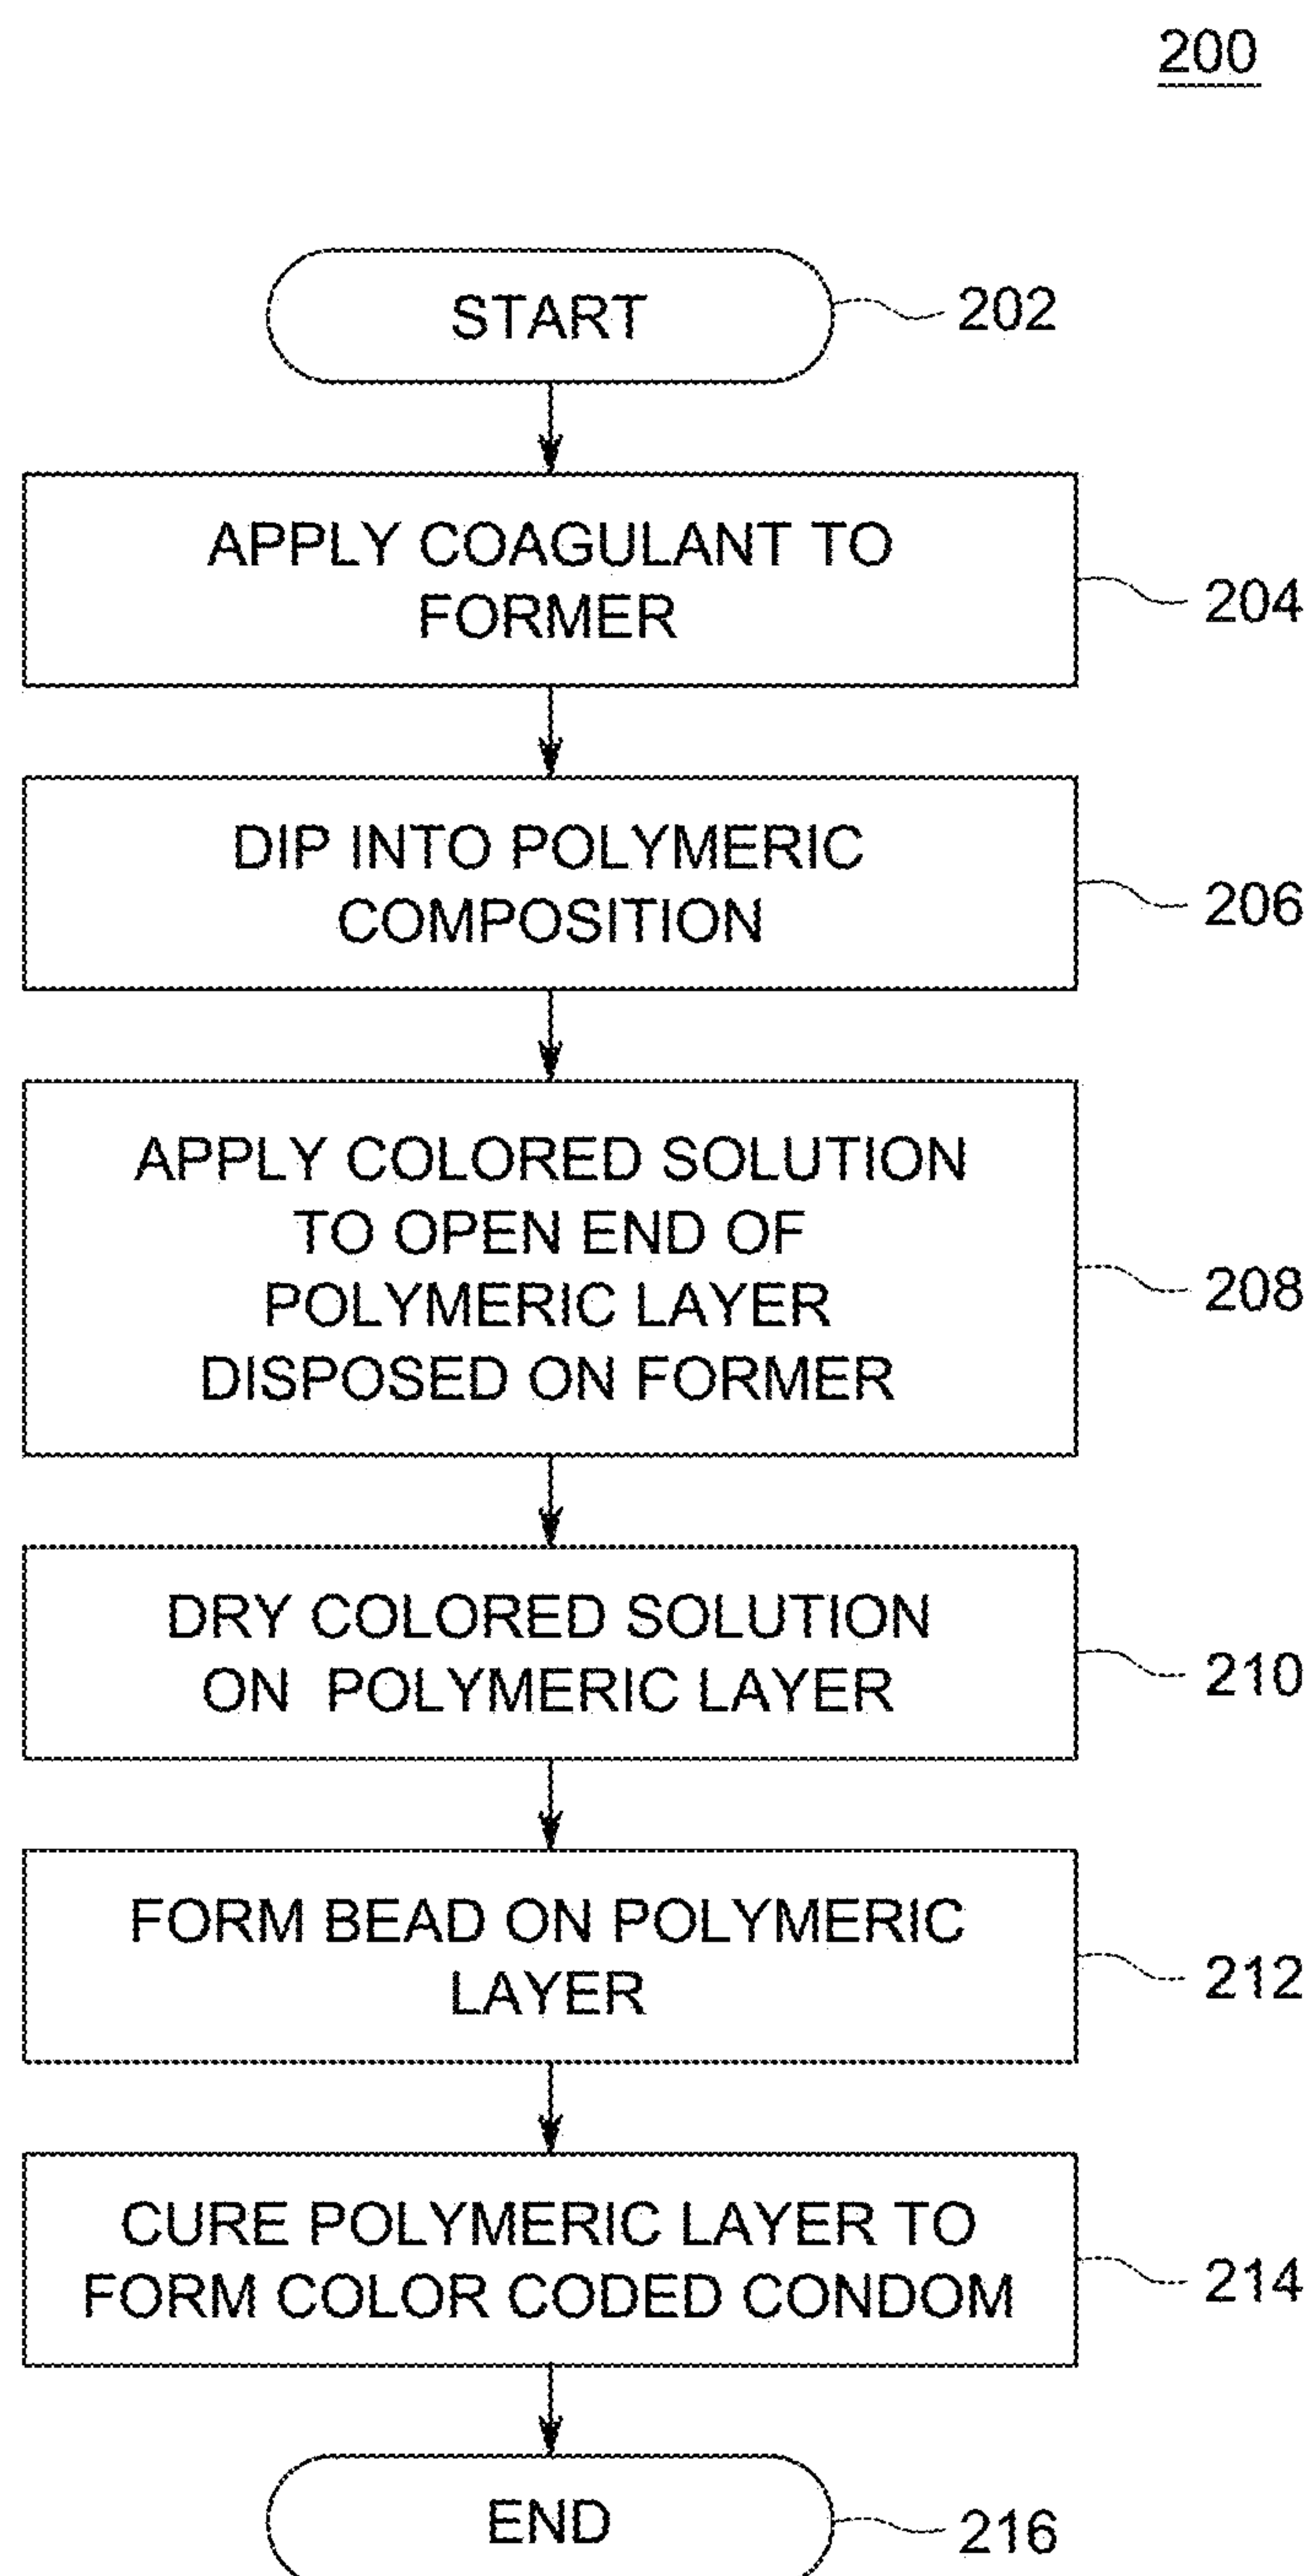 200
START
202
APPLY COAGULANT TO
FORMER
204
DIP INTO POLYMERIC
COMPOSITION
206
APPLY COLORED SOLUTION
TO OPEN END OF
POLYMERIC LAYER
DISPOSED ON FORMER
208
DRY COLORED SOLUTION
ON POLYMERIC LAYER
210
FORM BEAD ON POLYMERIC
LAYER
212
CURE POLYMERIC LAYER TO
FORM COLOR CODED CONDOM
214
END
216